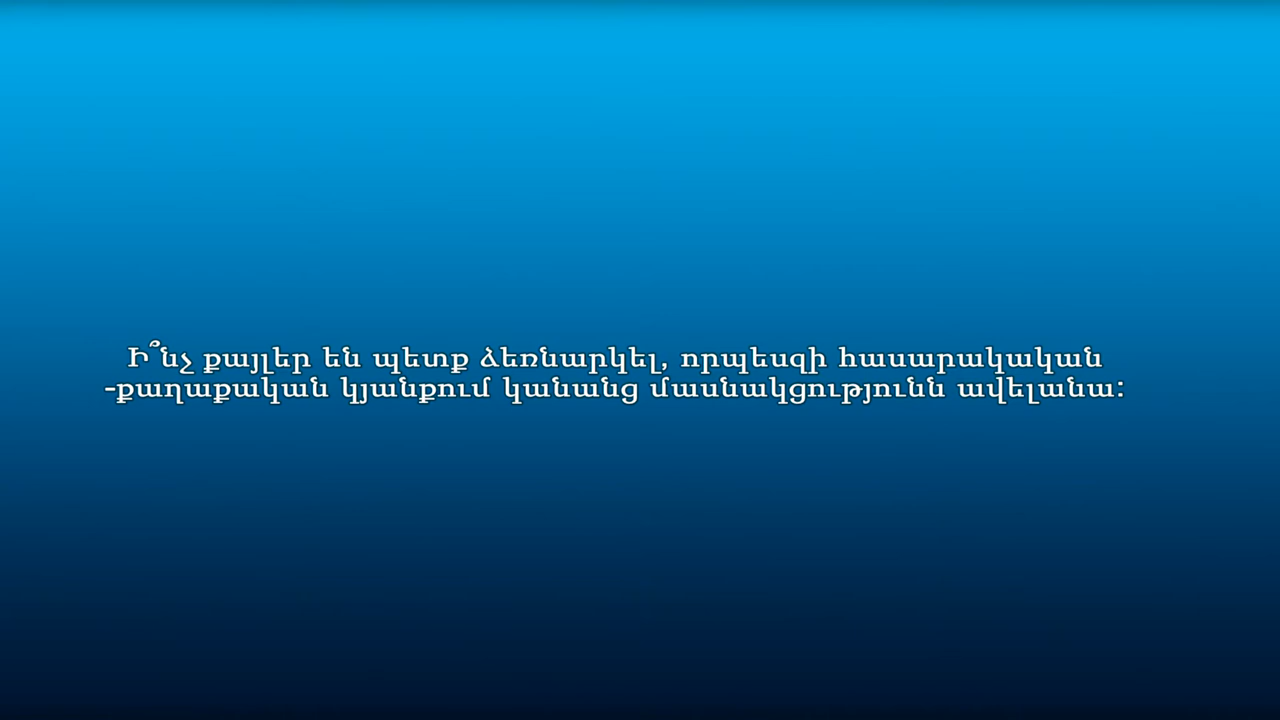 Ի՞նչ քայլեր են պետք ձեռնարկել, որպեսզի հասարակական
-քաղաքական կյանքում կանանց մասնակցությունն ավելանա: